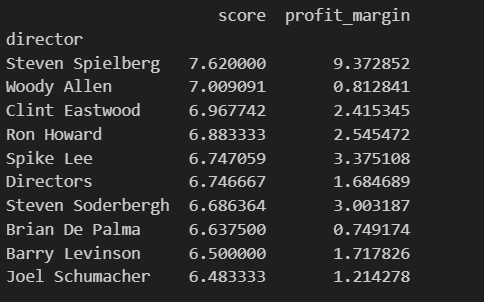 score profit_margin
director
Steven Spielberg 7.620000 9.372852
Woody Allen 7.009091 0.812841
Clint Eastwood 6.967742 2.415345
Ron Howard 6.883333 2.545472
Spike Lee 6.747059 3.375108
Directors 6.746667 1.684689
Steven Soderbergh 6.686364 3.003187
Brian De Palma 6.637500 0.749174
Barry Levinson 6.500000 1.717826
Joel Schumacher 6.483333 1.214278